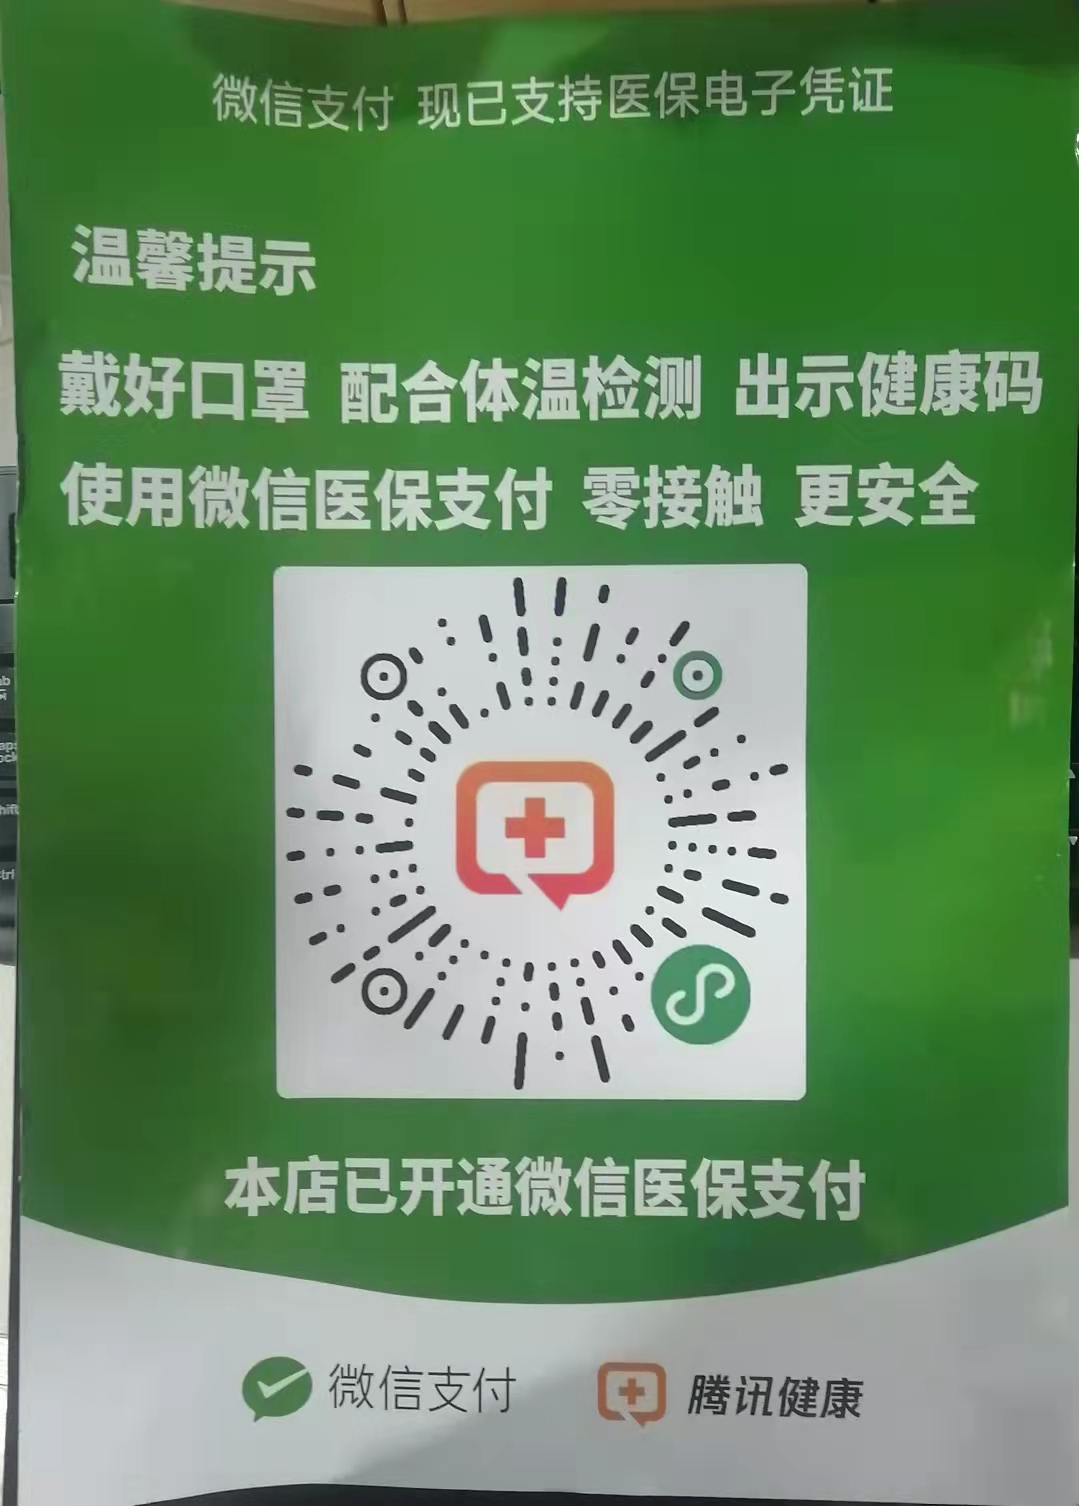 微信支付 现已支持医保电子凭证
温馨提示
戴好口罩 配合体温检测 出示健康码
使用微信医保支付 零接触 更安全
本店已开通微信医保支付
微信支付 腾讯健康